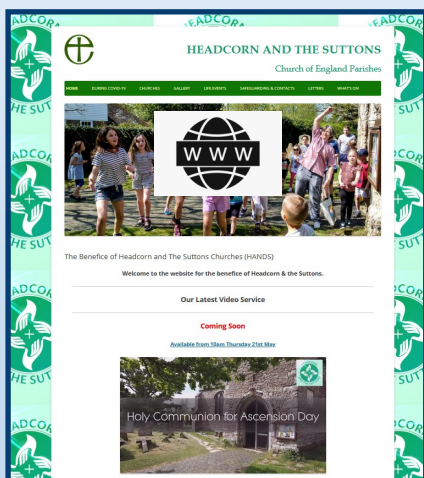 HEADCORN AND THE SUTTONS
Church of England Parishes
HOME DURING COVID-19 CHURCHES GALLERY LIFE EVENTS SAFEGUARDING & CONTACTS LETTERS WHAT'S ON
WWW
The Benefice of Headcorn and The Suttons Churches (HANDS)
Welcome to the website for the benefice of Headcorn & the Suttons.
Our Latest Video Service
Coming Soon
Available from 10am Thursday 21st May
Holy Communion for Ascension Day